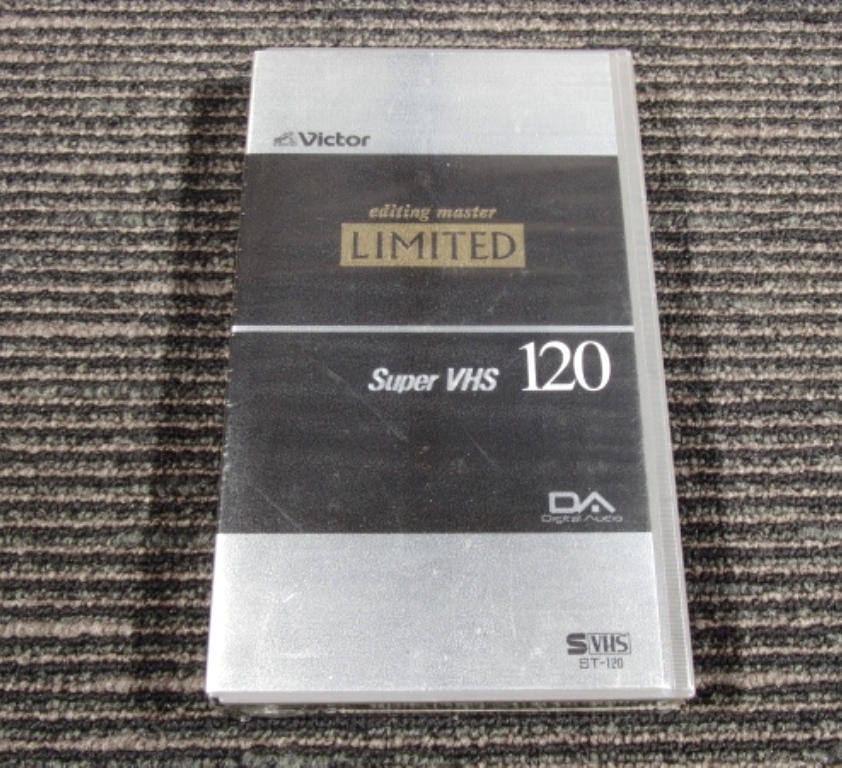 Victor
editing master
LIMITED
Super VHS 120
DA
Digital Audio
S VHS
ST-120